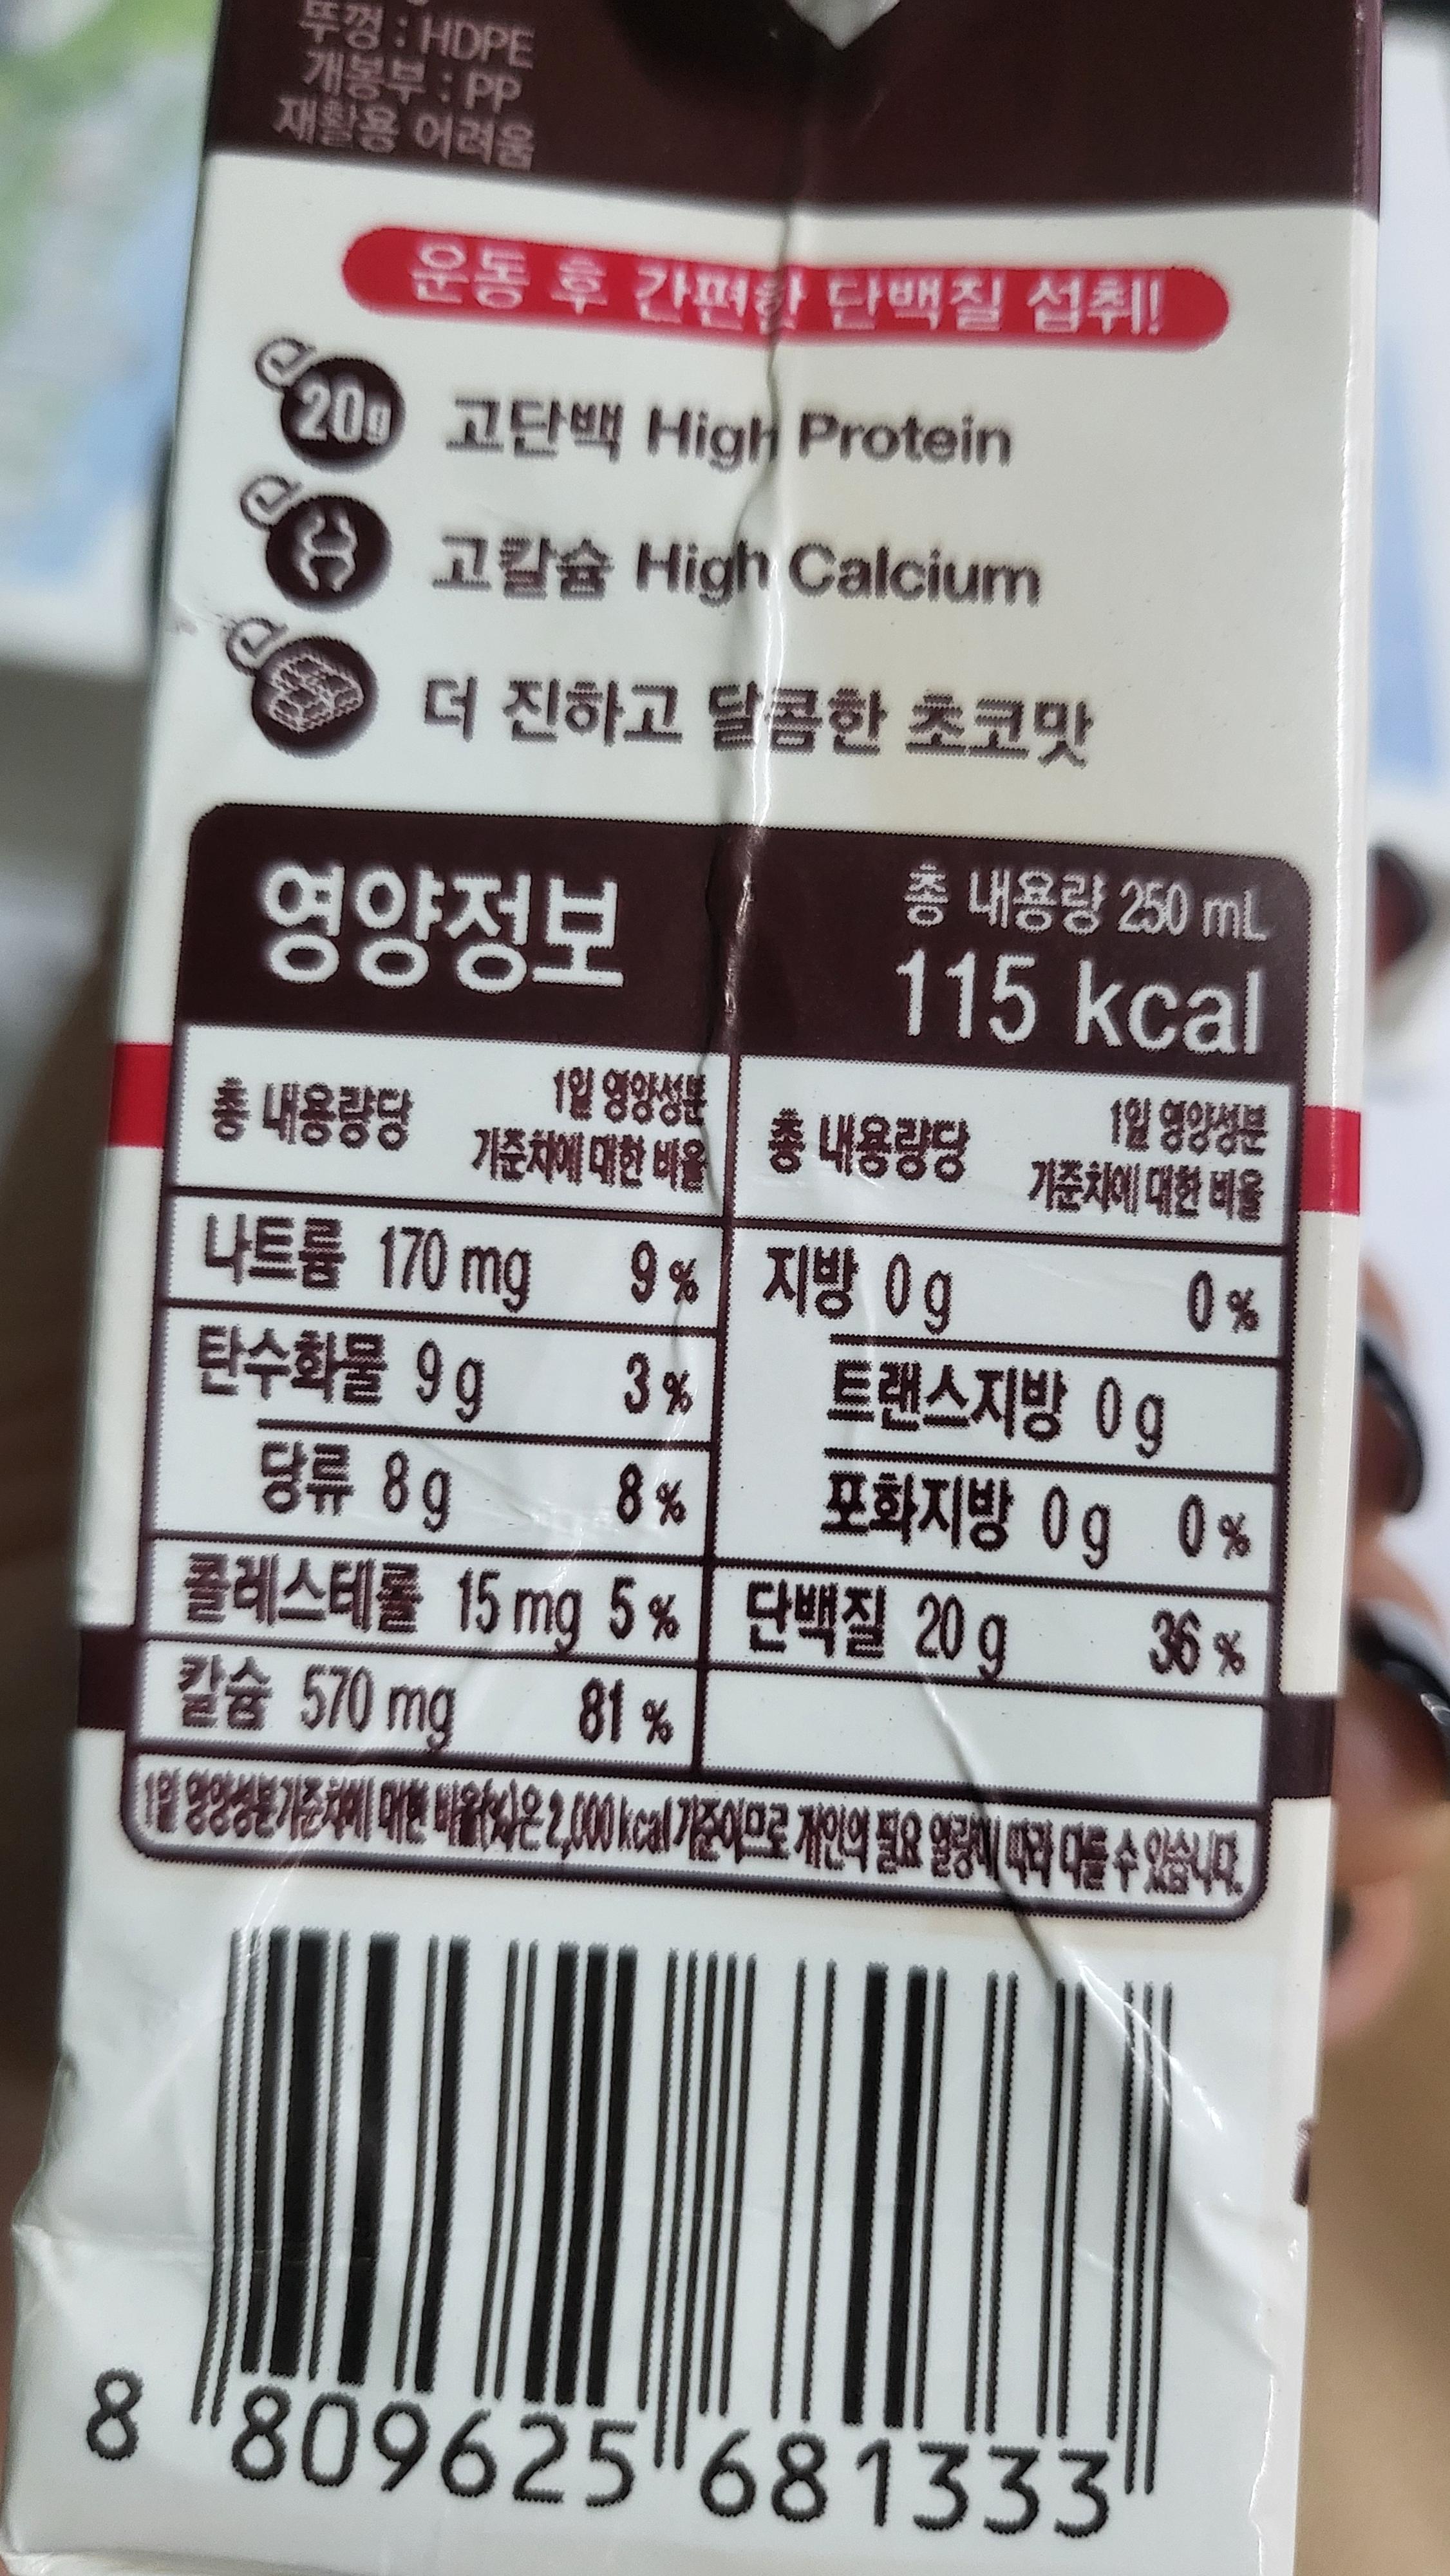 뚜껑 : HDPE
개봉부 : PP
재활용 어려움
운동 후 간편한 단백질 섭취!
20g 고단백 High Protein
고칼슘 High Calcium
더 진하고 달콤한 초코맛
영양정보
총 내용량 250 mL
115 kcal
총 내용량당
1일 영양성분
기준치에 대한 비율
나트륨 170 mg 9 %
탄수화물 9 g 3 %
당류 8 g 8 %
콜레스테롤 15 mg 5 %
칼슘 570 mg 81 %
총 내용량당
1일 영양성분
기준치에 대한 비율
지방 0 g 0 %
트랜스지방 0 g
포화지방 0 g 0 %
단백질 20 g 36 %
1일 영양성분기준치에 대한 비율(%)은 2,000 kcal 기준이므로 개인의 필요 열량에 따라 다를 수 있습니다.
8 809625 681333